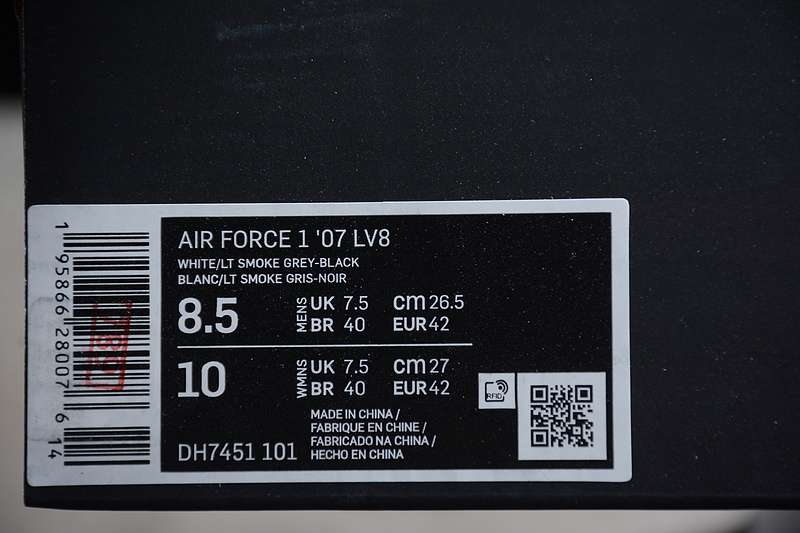 AIR FORCE 1 '07 LV8
WHITE/LT SMOKE GREY-BLACK
BLANC/LT SMOKE GRIS-NOIR
8.5 MENS UK 7.5 cm 26.5
BR 40 EUR 42
10 WMNS UK 7.5 cm 27
BR 40 EUR 42
MADE IN CHINA /
FABRIQUE EN CHINE /
FABRICADO NA CHINA /
HECHO EN CHINA
DH7451 101
RFID
1 95866 28007 6 14